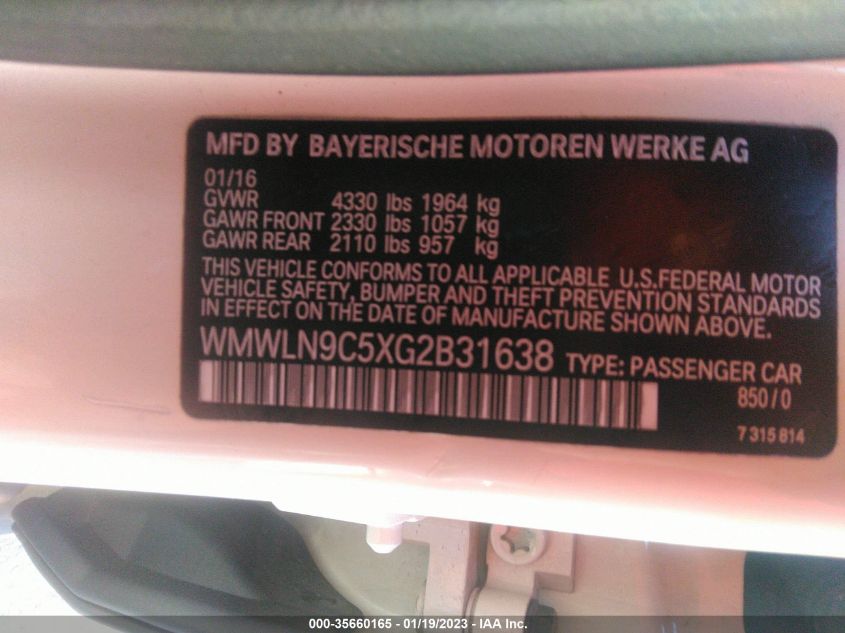 MFD BY BAYERISCHE MOTOREN WERKE AG
01/16
GVWR 4330 lbs 1964 kg
GAWR FRONT 2330 lbs 1057 kg
GAWR REAR 2110 lbs 957 kg
THIS VEHICLE CONFORMS TO ALL APPLICABLE U.S.FEDERAL MOTOR
VEHICLE SAFETY, BUMPER AND THEFT PREVENTION STANDARDS
IN EFFECT ON THE DATE OF MANUFACTURE SHOWN ABOVE.
WMWLN9C5XG2B31638 TYPE: PASSENGER CAR
850/0
7 315 814
000-35660165 - 01/19/2023 - IAA Inc.